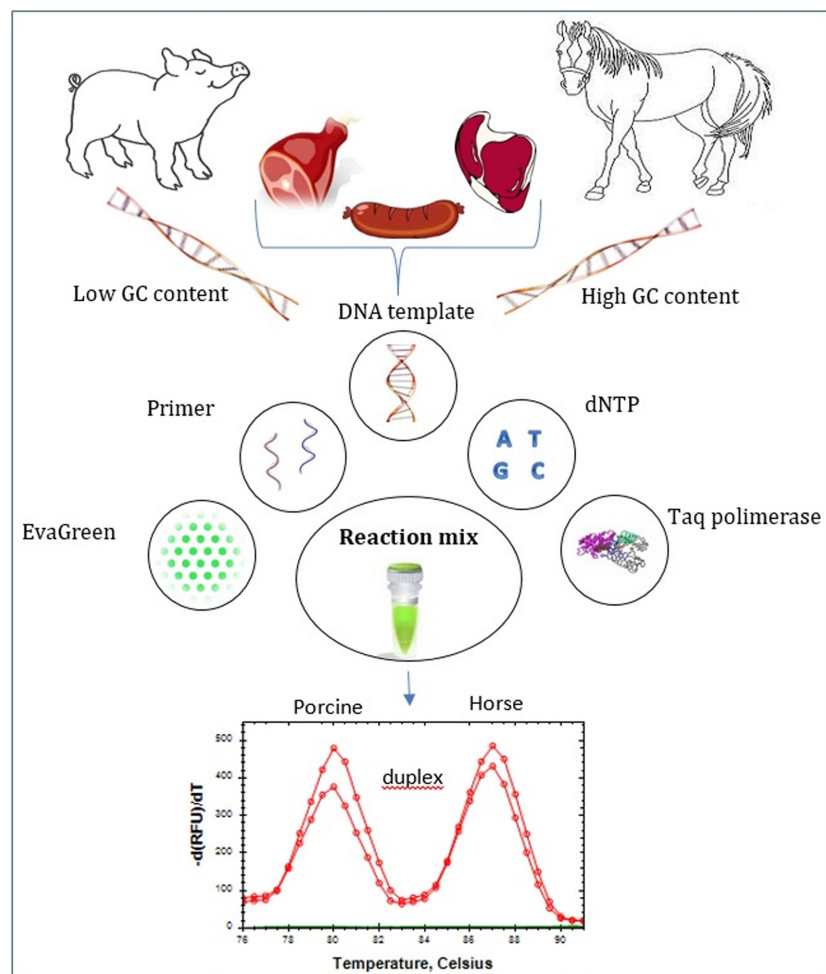 Low GC content
High GC content
DNA template
Primer
dNTP
A T
G C
EvaGreen
Reaction mix
Taq polimerase
Porcine
Horse
duplex
-d(RFU)/dT
500
400
300
200
100
0
76 78 80 82 84 86 88 90
Temperature, Celsius